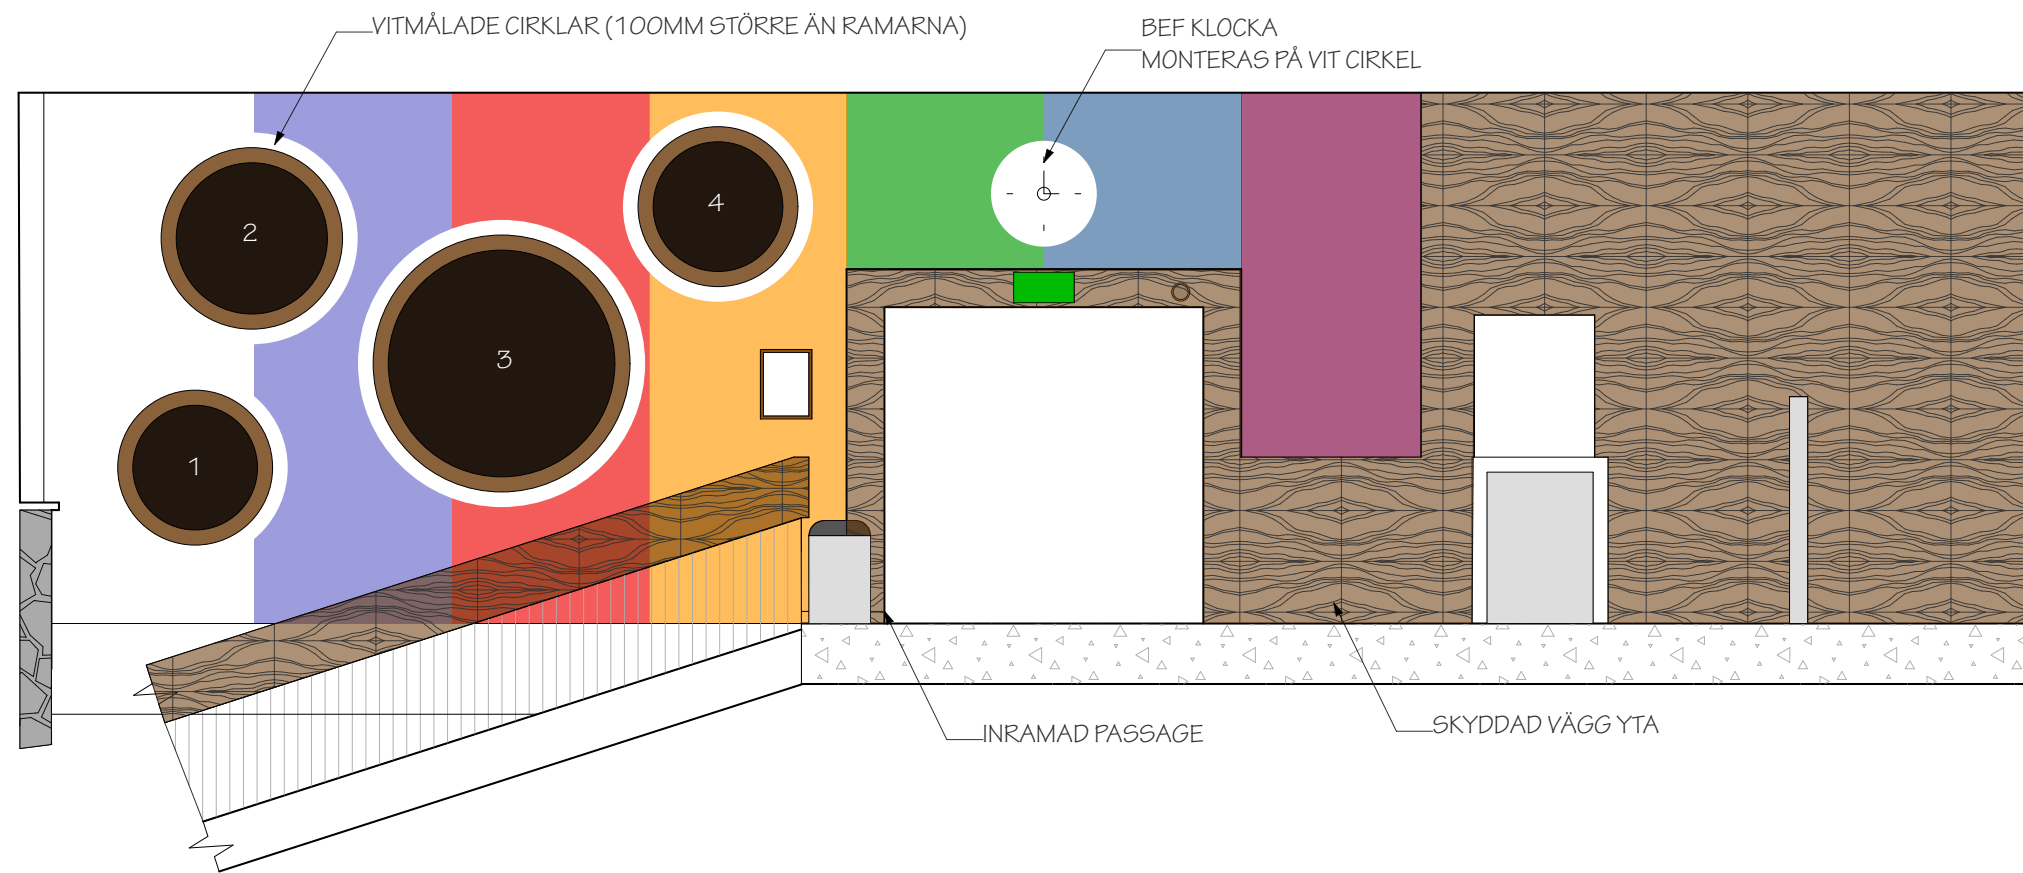 VITMÅLADE CIRKLAR (100MM STÖRRE ÄN RAMARNA)
BEF KLOCKA
MONTERAS PÅ VIT CIRKEL
2
4
3
1
INRAMAD PASSAGE
SKYDDAD VÄGG YTA